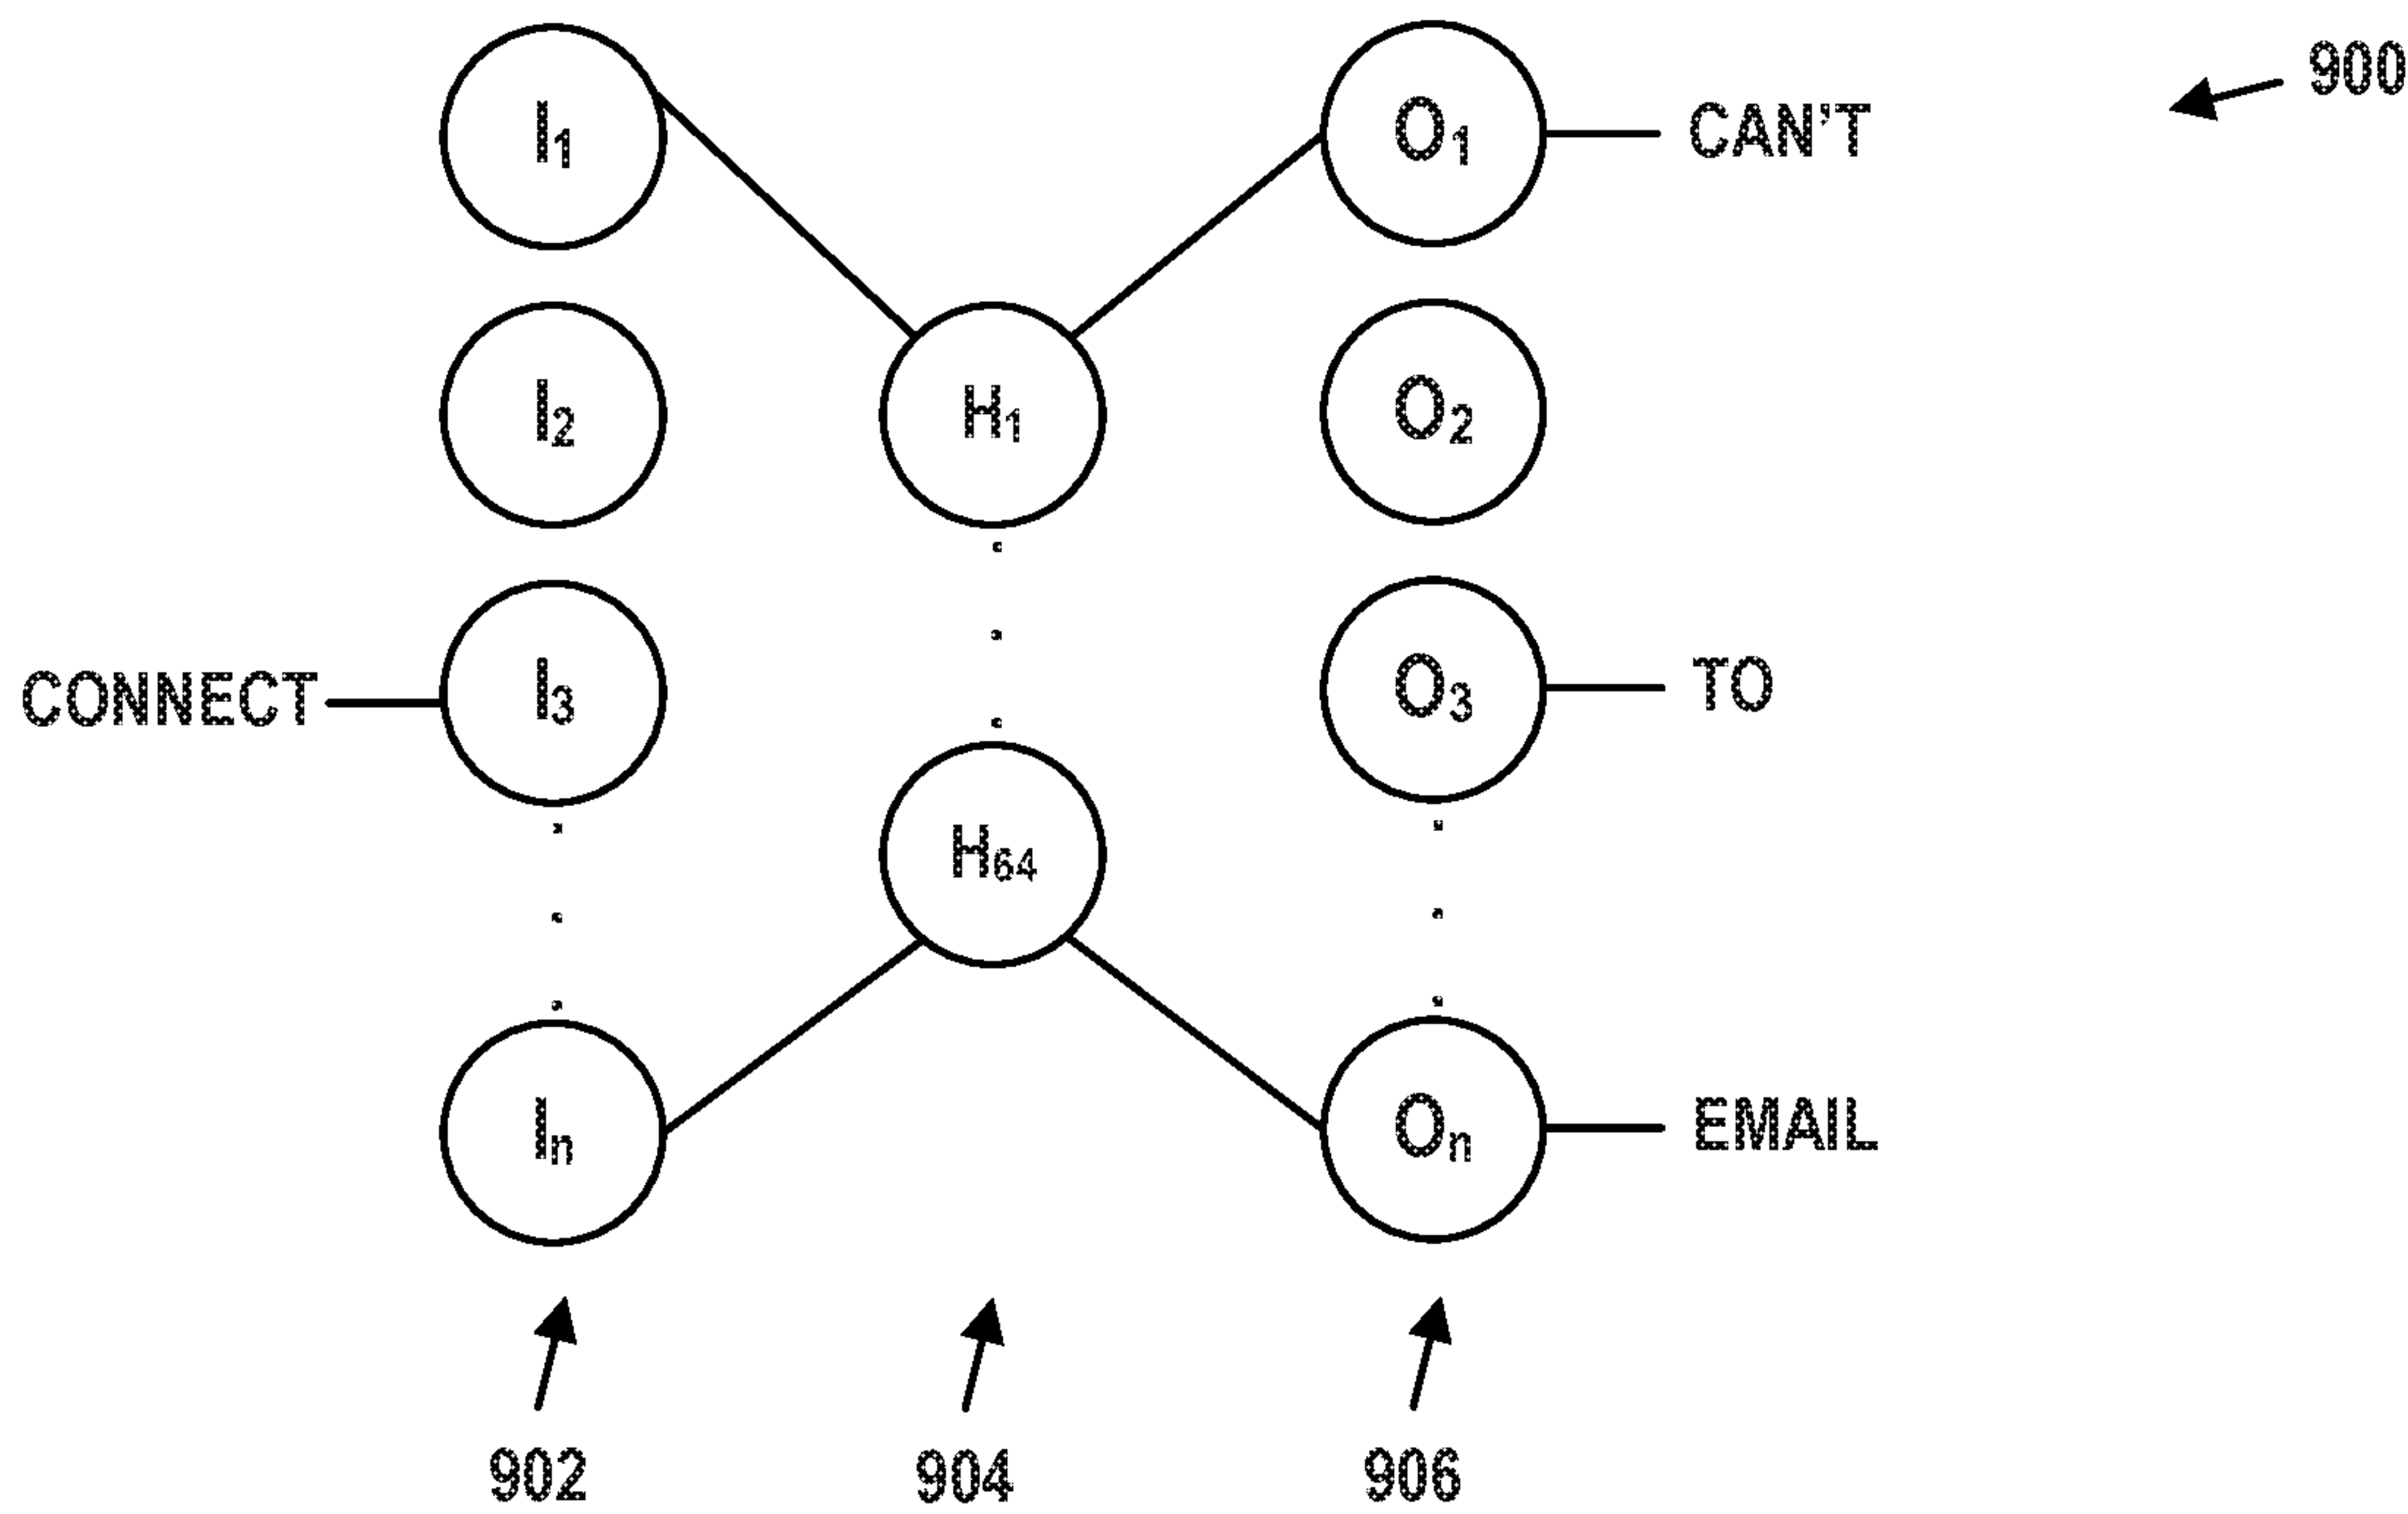 900
I1 O1 CAN'T
I2 H1 O2
CONNECT I3 O3 TO
H64
In On EMAIL
902 904 906